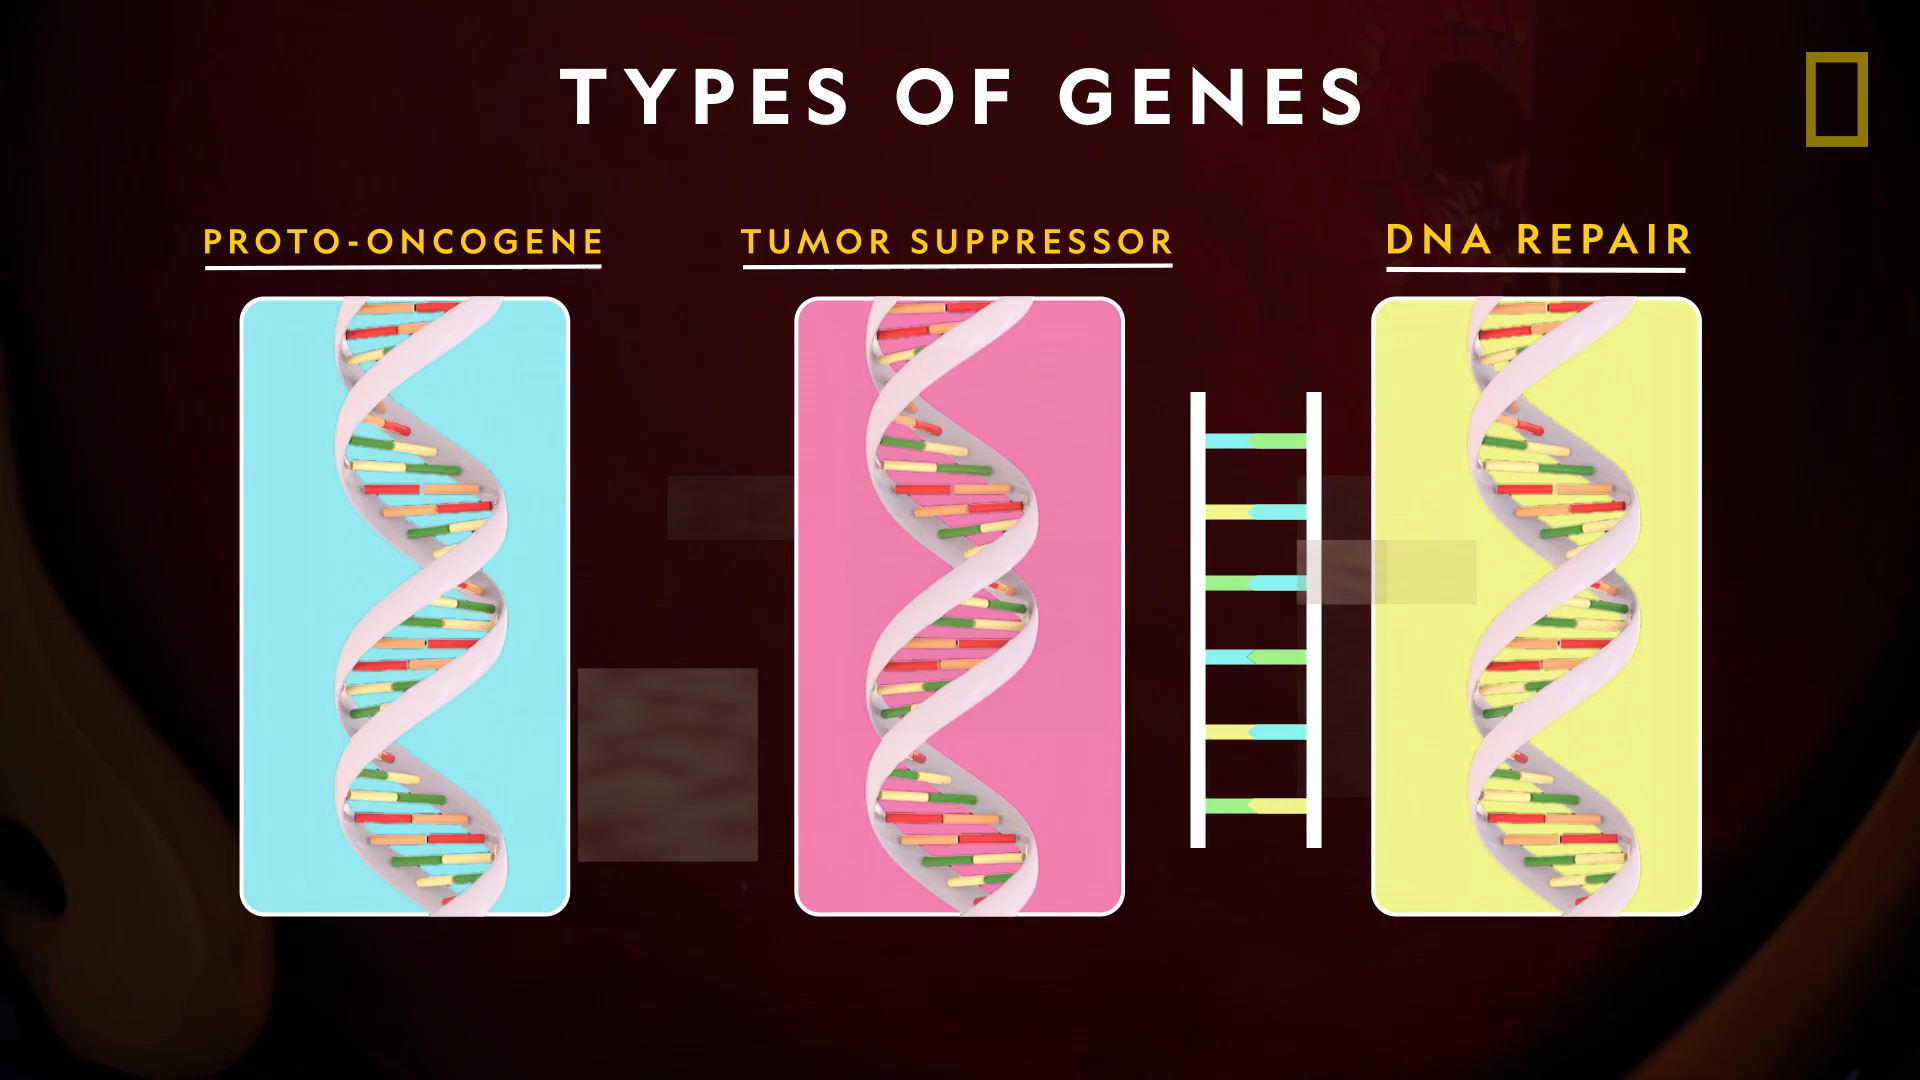 TYPES OF GENES
PROTO-ONCOGENE
TUMOR SUPPRESSOR
DNA REPAIR